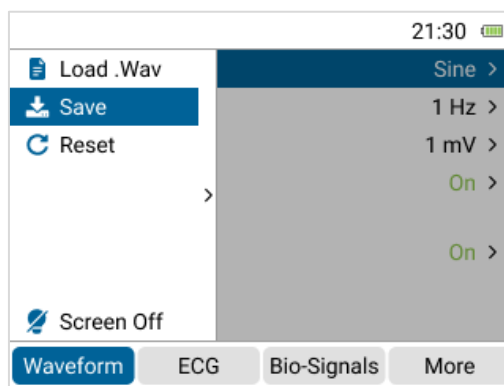 21:30
Load .Wav
Sine >
Save
1 Hz >
Reset
1 mV >
>
On >
On >
Screen Off
Waveform ECG Bio-Signals More